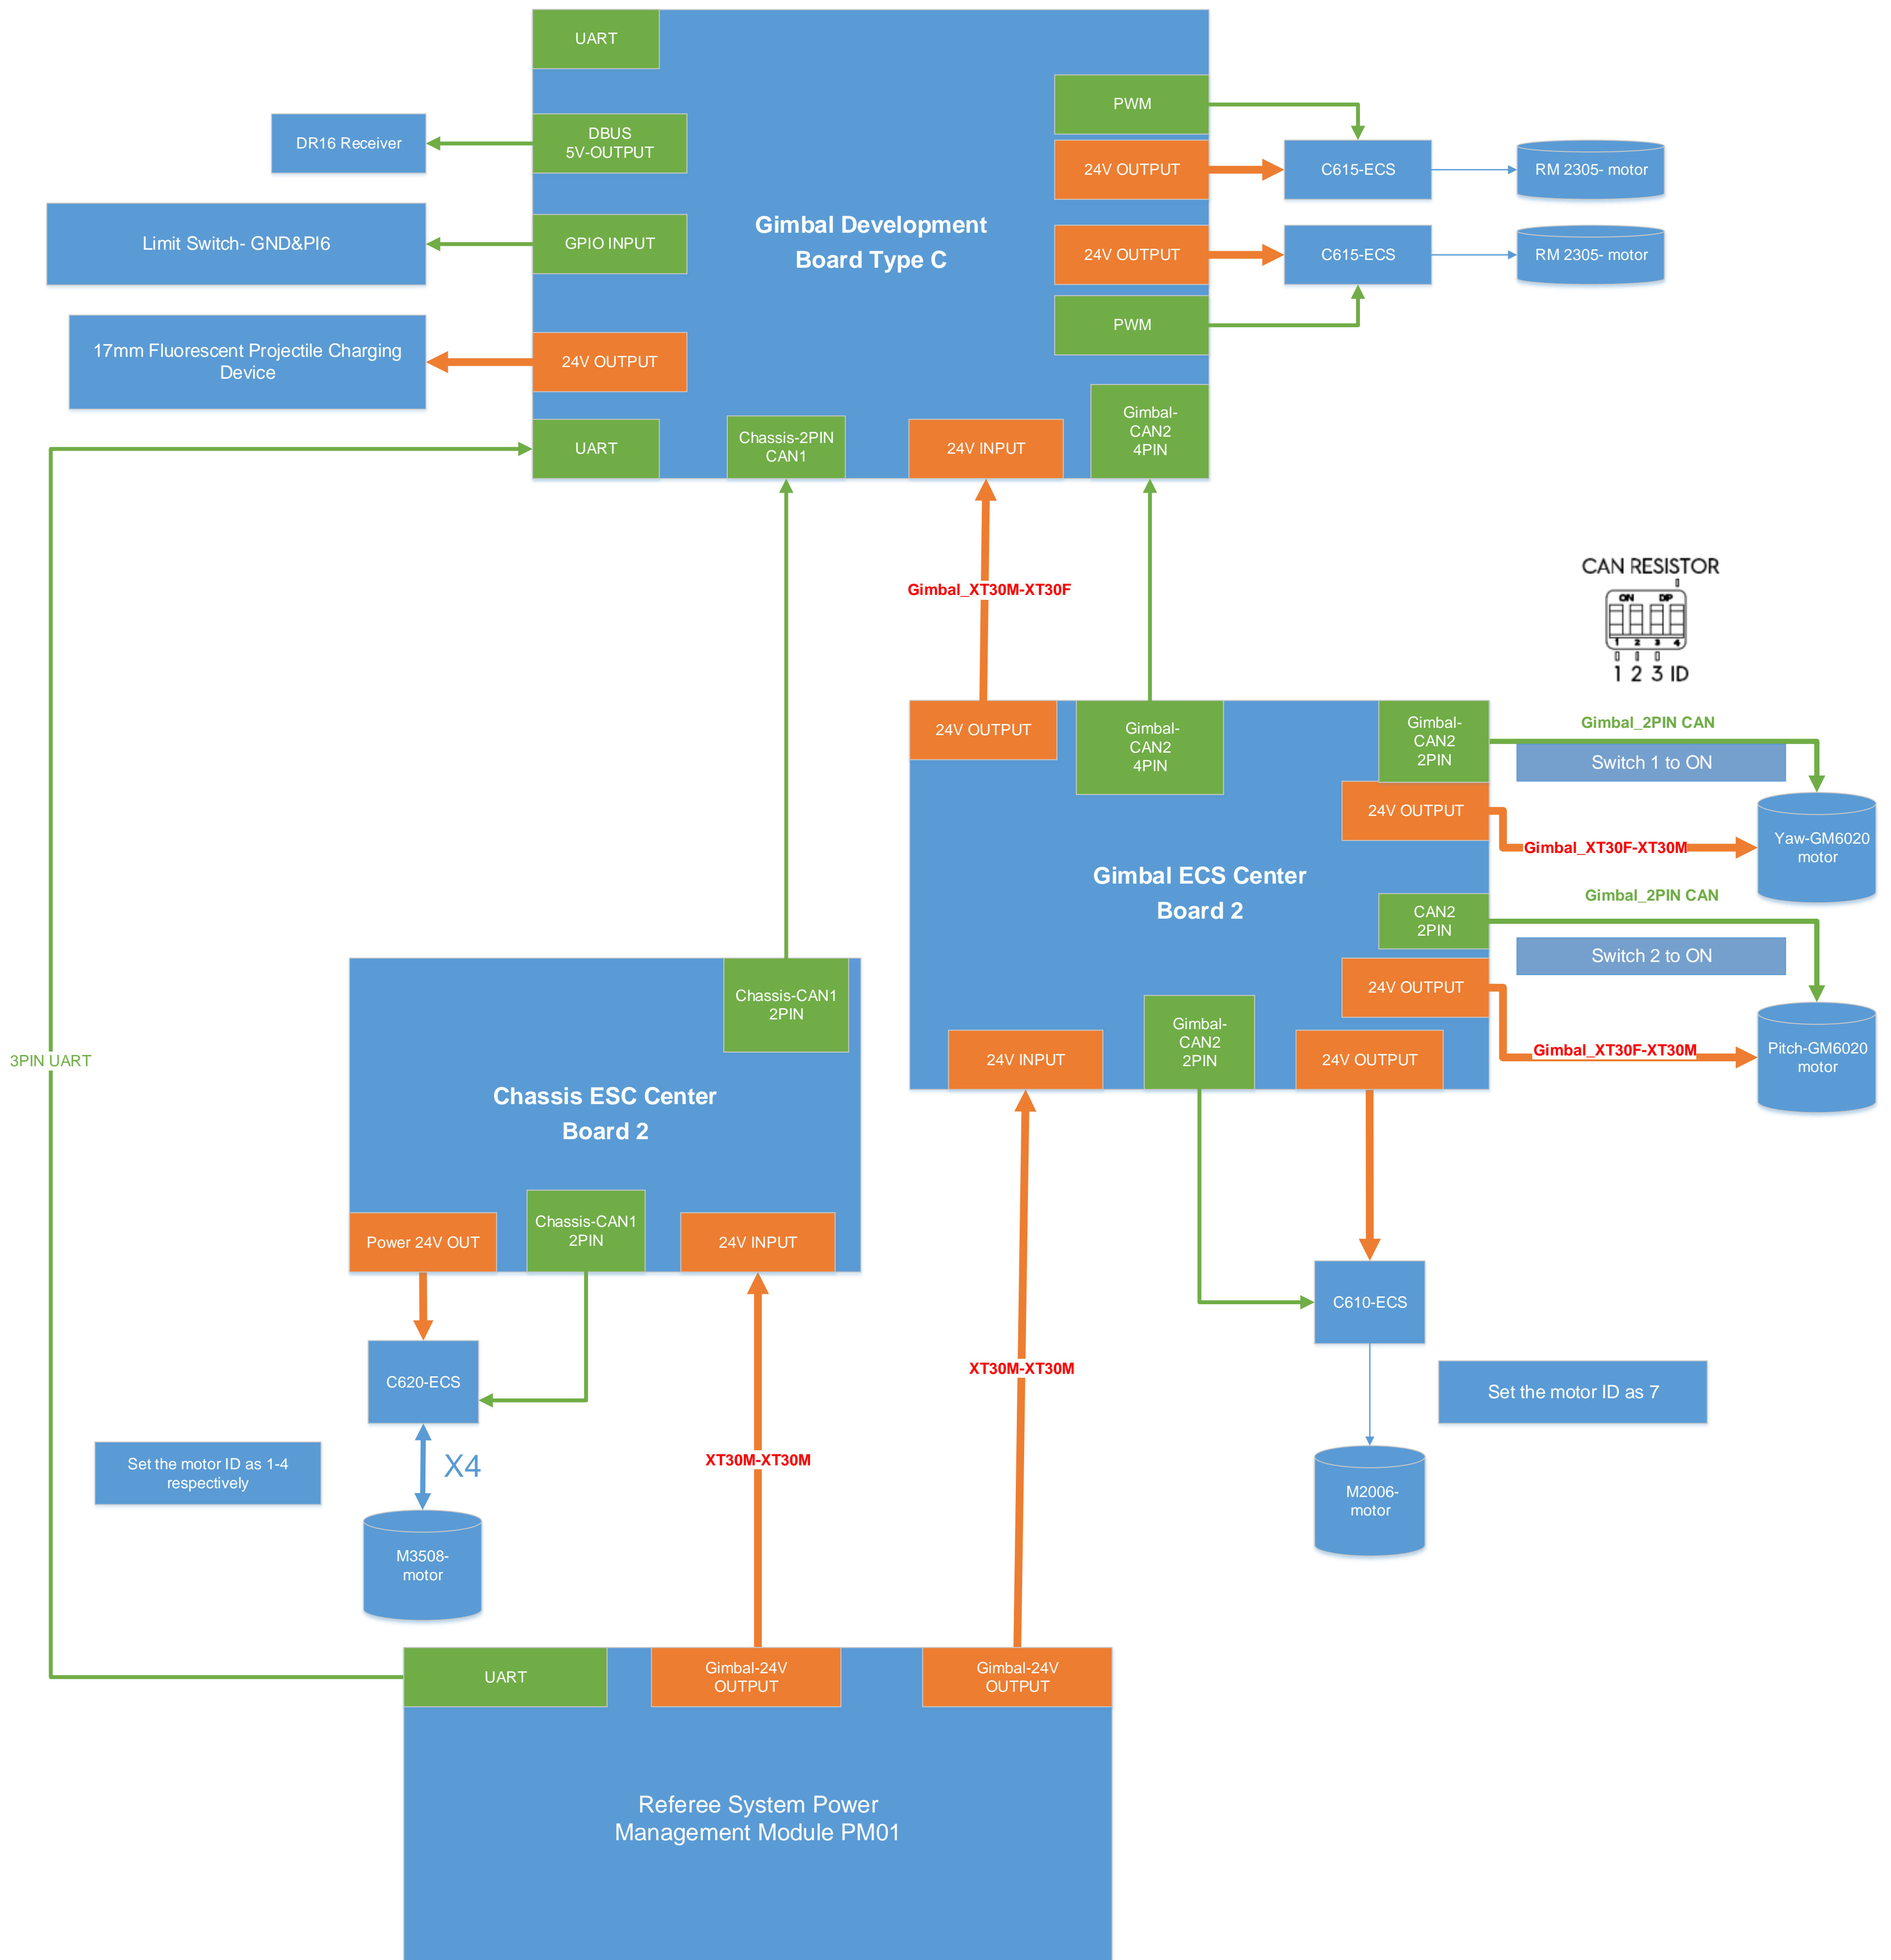 UART
PWM
DR16 Receiver
DBUS
5V-OUTPUT
24V OUTPUT
C615-ECS
RM 2305- motor
Limit Switch- GND&PI6
GPIO INPUT
Gimbal Development
Board Type C
24V OUTPUT
C615-ECS
RM 2305- motor
PWM
17mm Fluorescent Projectile Charging
Device
24V OUTPUT
UART
Chassis-2PIN
CAN1
24V INPUT
Gimbal-
CAN2
4PIN
Gimbal_XT30M-XT30F
CAN RESISTOR
ON DIP
1 2 3 4
1 2 3 ID
24V OUTPUT
Gimbal-
CAN2
4PIN
Gimbal-
CAN2
2PIN
Gimbal_2PIN CAN
Switch 1 to ON
24V OUTPUT
Gimbal_XT30F-XT30M
Yaw-GM6020
motor
Gimbal ECS Center
Board 2
CAN2
2PIN
Gimbal_2PIN CAN
Switch 2 to ON
24V OUTPUT
Gimbal_XT30F-XT30M
Pitch-GM6020
motor
24V INPUT
Gimbal-
CAN2
2PIN
24V OUTPUT
3PIN UART
Chassis-CAN1
2PIN
Chassis ESC Center
Board 2
Power 24V OUT
Chassis-CAN1
2PIN
24V INPUT
C610-ECS
C620-ECS
XT30M-XT30M
Set the motor ID as 7
Set the motor ID as 1-4
respectively
X4
XT30M-XT30M
M2006-
motor
M3508-
motor
UART
Gimbal-24V
OUTPUT
Gimbal-24V
OUTPUT
Referee System Power
Management Module PM01